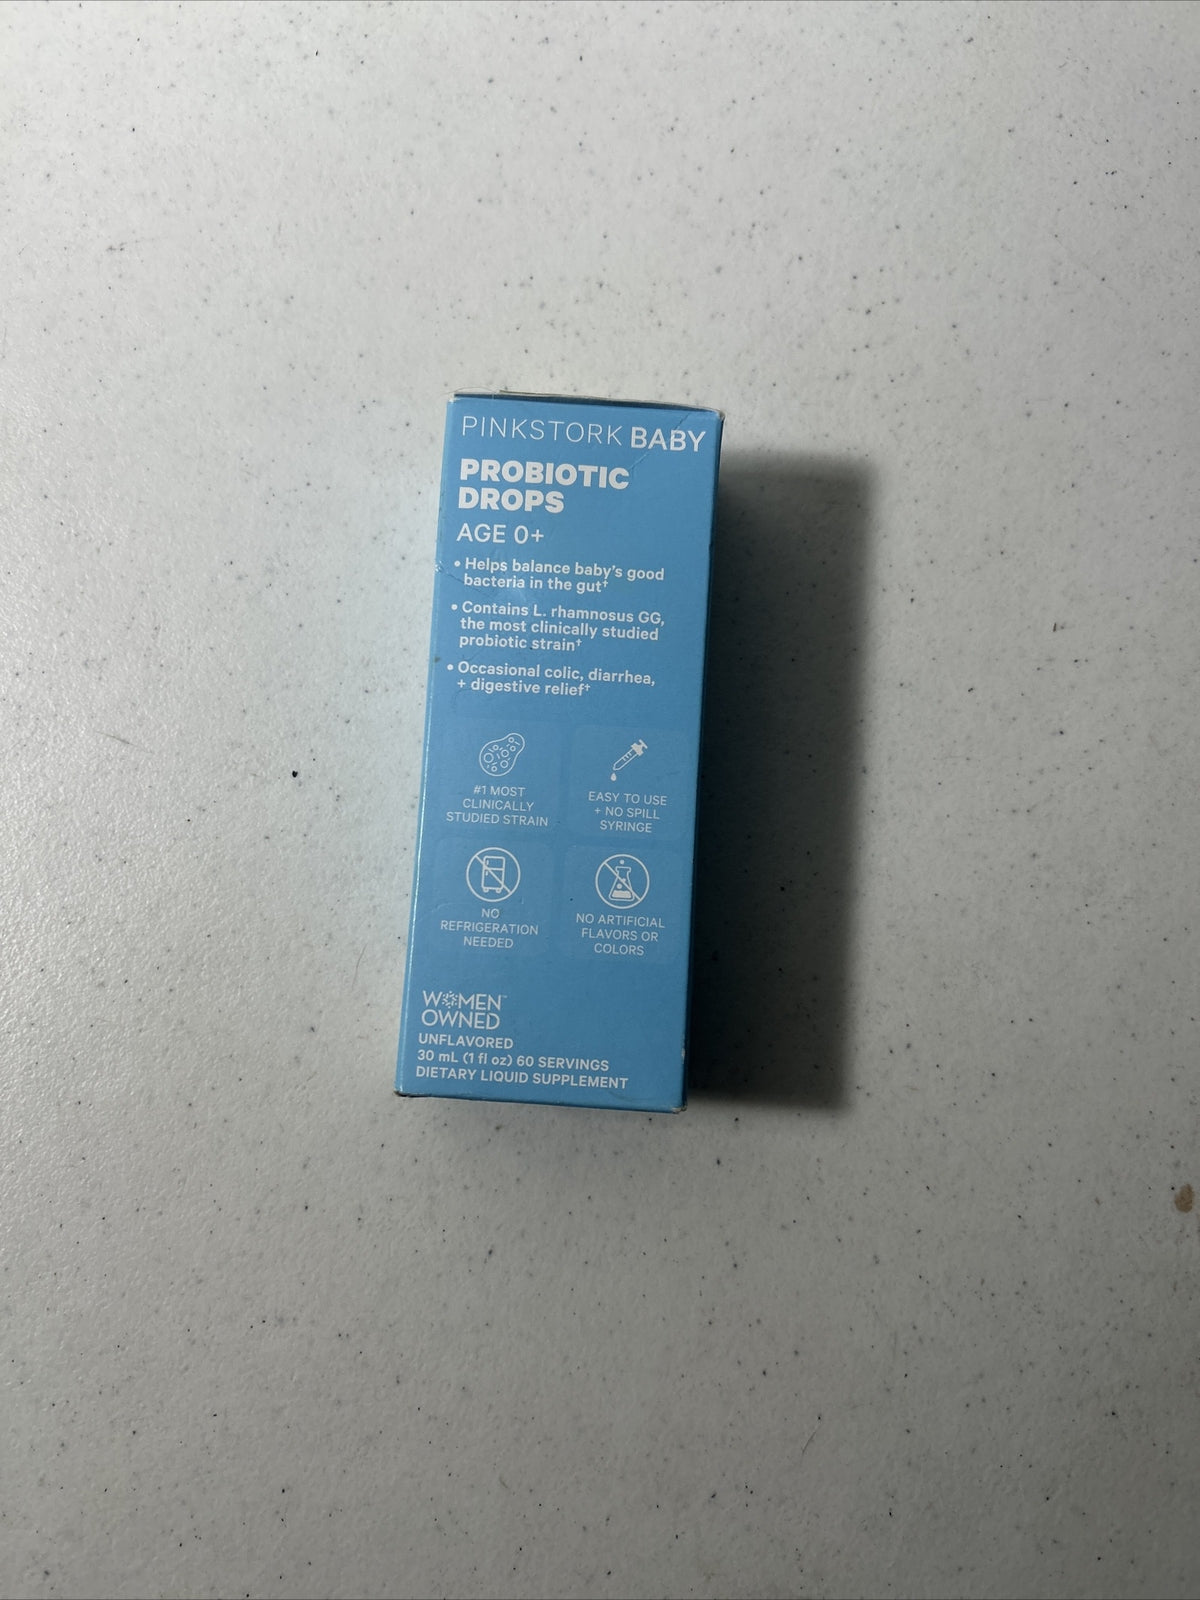 PINKSTORK BABY
PROBIOTIC
DROPS
AGE 0+
• Helps balance baby's good
bacteria in the gut†
• Contains L. rhamnosus GG,
the most clinically studied
probiotic strain†
• Occasional colic, diarrhea,
+ digestive relief†
#1 MOST
CLINICALLY
STUDIED STRAIN
EASY TO USE
+ NO SPILL
SYRINGE
NO
REFRIGERATION
NEEDED
NO ARTIFICIAL
FLAVORS OR
COLORS
WOMEN™
OWNED
UNFLAVORED
30 mL (1 fl oz) 60 SERVINGS
DIETARY LIQUID SUPPLEMENT